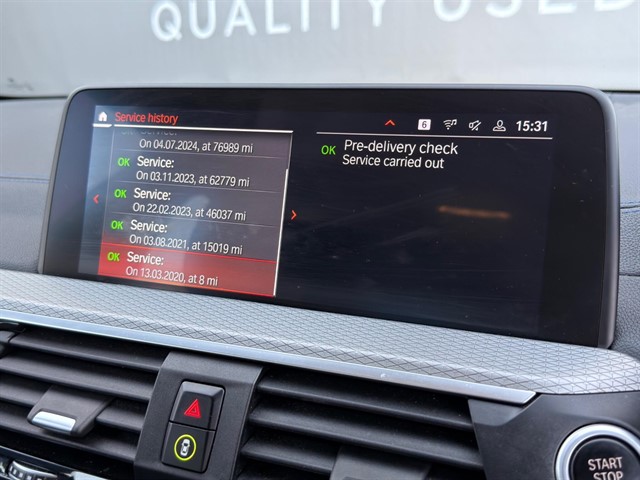 QUALITY USED
Service history
6
15:31
Service:
On 04.07.2024, at 76989 mi
OK Service:
On 03.11.2023, at 62779 mi
OK Service:
On 22.02.2023, at 46037 mi
OK Service:
On 03.08.2021, at 15019 mi
OK Service:
On 13.03.2020, at 8 mi
OK Pre-delivery check
Service carried out
START
STOP